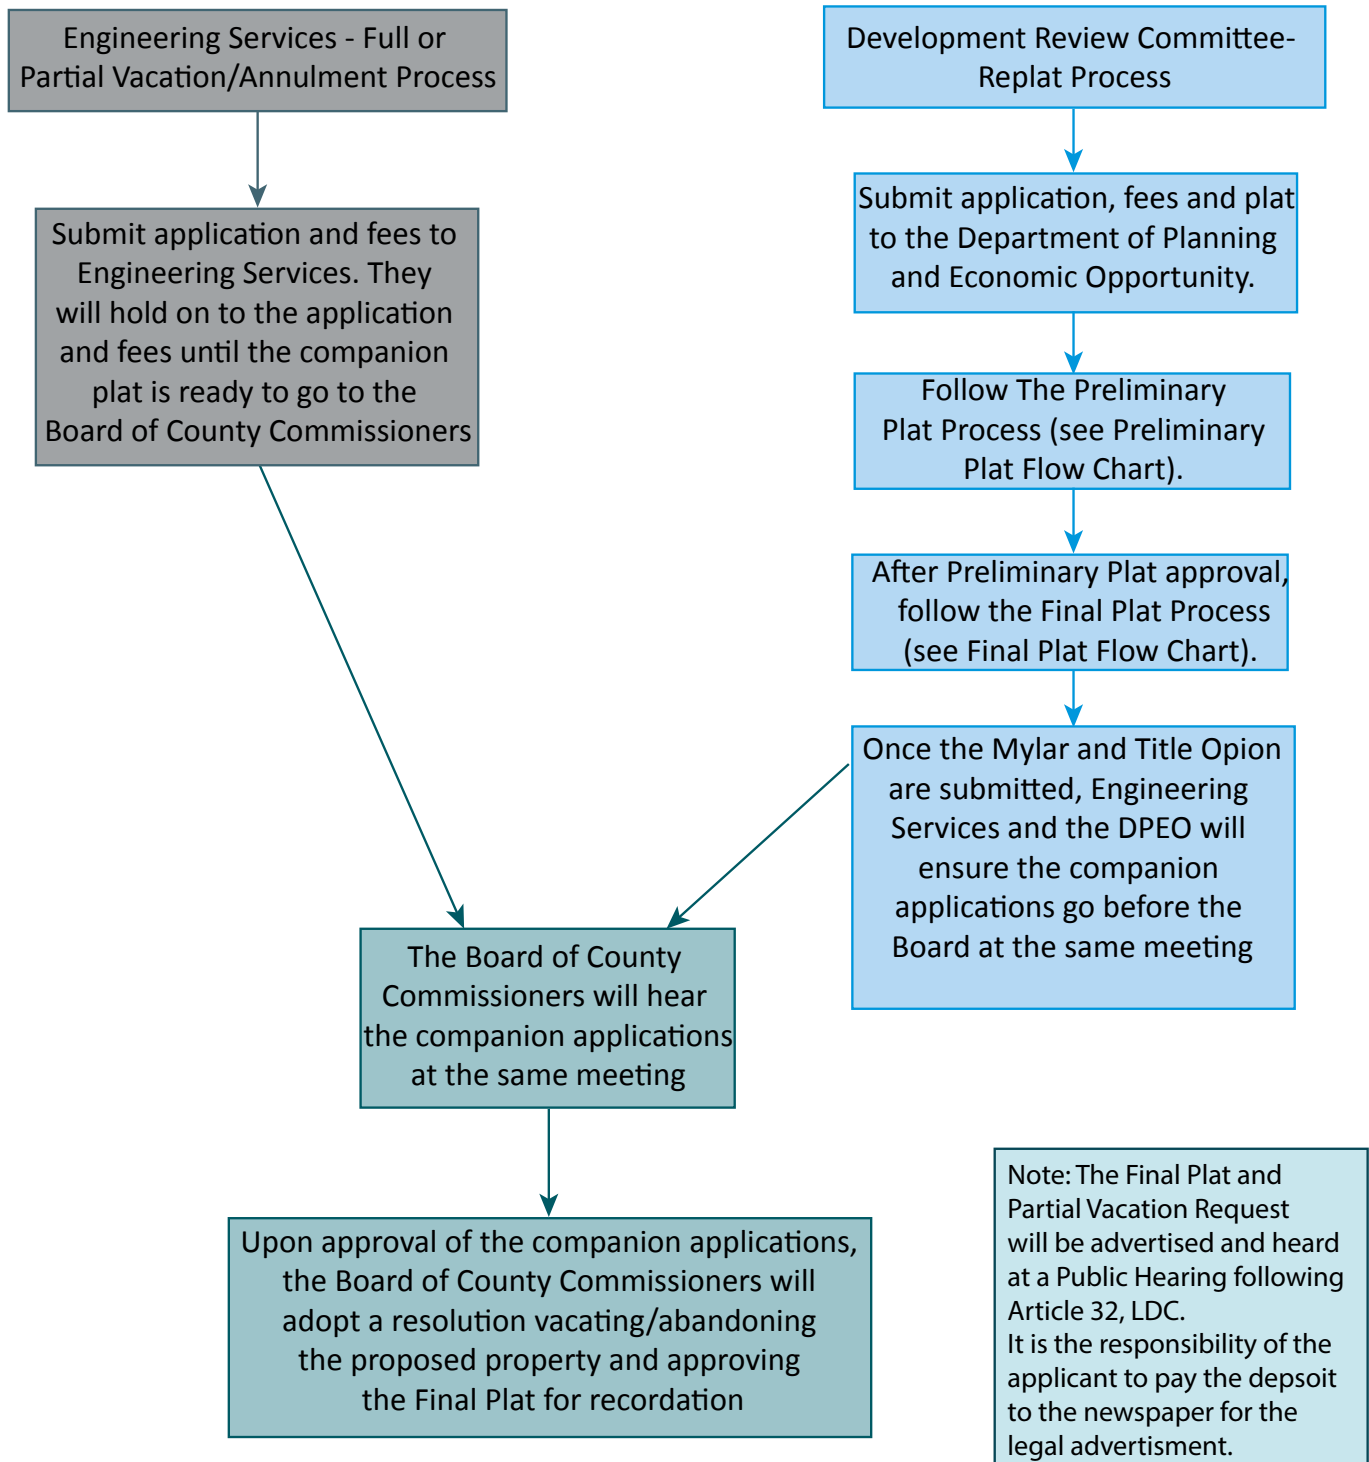 Engineering Services - Full or
Partial Vacation/Annulment Process
Submit application and fees to
Engineering Services. They
will hold on to the application
and fees until the companion
plat is ready to go to the
Board of County Commissioners
Development Review Committee-
Replat Process
Submit application, fees and plat
to the Department of Planning
and Economic Opportunity.
Follow The Preliminary
Plat Process (see Preliminary
Plat Flow Chart).
After Preliminary Plat approval,
follow the Final Plat Process
(see Final Plat Flow Chart).
Once the Mylar and Title Opion
are submitted, Engineering
Services and the DPEO will
ensure the companion
applications go before the
Board at the same meeting
The Board of County
Commissioners will hear
the companion applications
at the same meeting
Upon approval of the companion applications,
the Board of County Commissioners will
adopt a resolution vacating/abandoning
the proposed property and approving
the Final Plat for recordation
Note: The Final Plat and
Partial Vacation Request
will be advertised and heard
at a Public Hearing following
Article 32, LDC.
It is the responsibility of the
applicant to pay the depsoit
to the newspaper for the
legal advertisment.